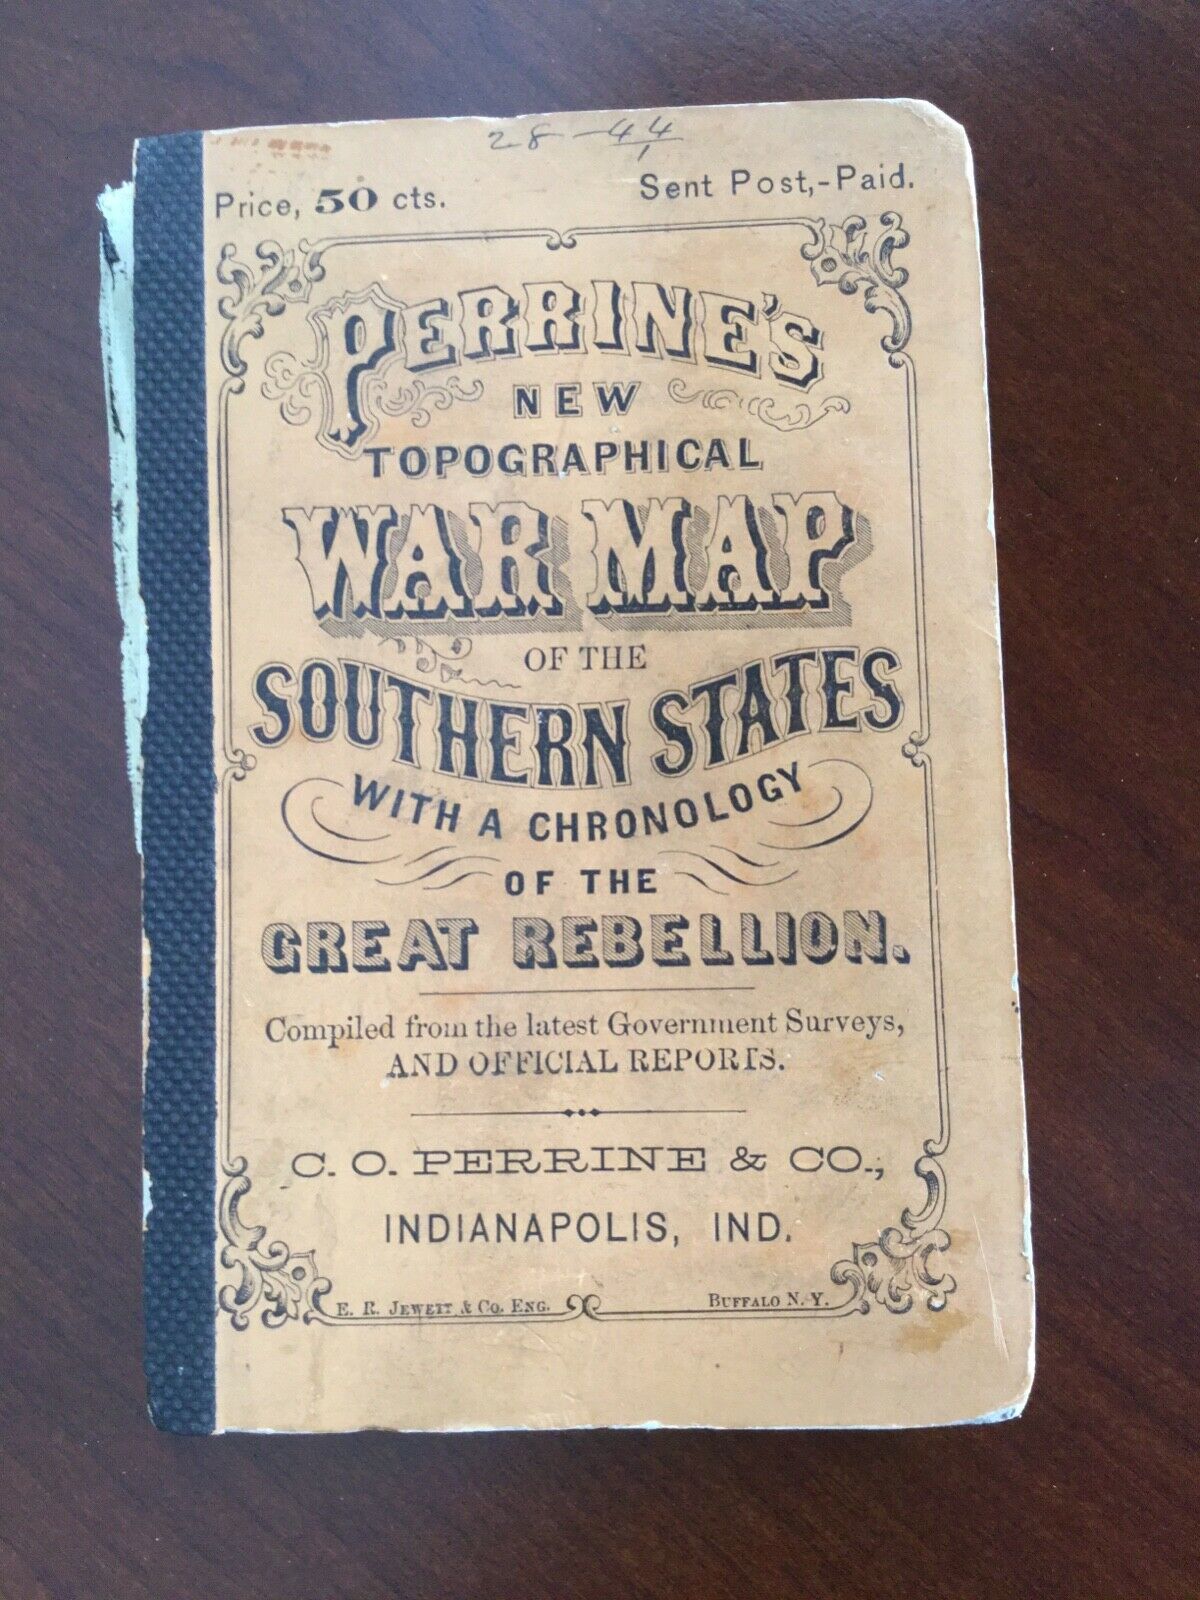 28-44
1
Price, 50 cts. Sent Post,-Paid.
PERRINE'S
NEW
TOPOGRAPHICAL
WAR MAP
OF THE
SOUTHERN STATES
WITH A CHRONOLOGY
OF THE
GREAT REBELLION.
Compiled from the latest Government Surveys,
AND OFFICIAL REPORTS.
C. O. PERRINE & CO.,
INDIANAPOLIS, IND.
E. R. JEWETT & CO. ENG. BUFFALO N.Y.